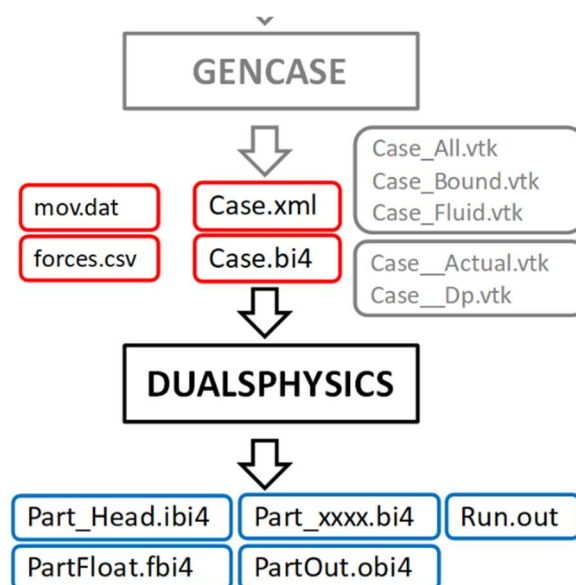 GENCASE
Case_All.vtk
Case_Bound.vtk
Case_Fluid.vtk
mov.dat
Case.xml
forces.csv
Case.bi4
Case__Actual.vtk
Case__Dp.vtk
DUALSPHYSICS
Part_Head.ibi4
Part_xxxx.bi4
Run.out
PartFloat.fbi4
PartOut.obi4